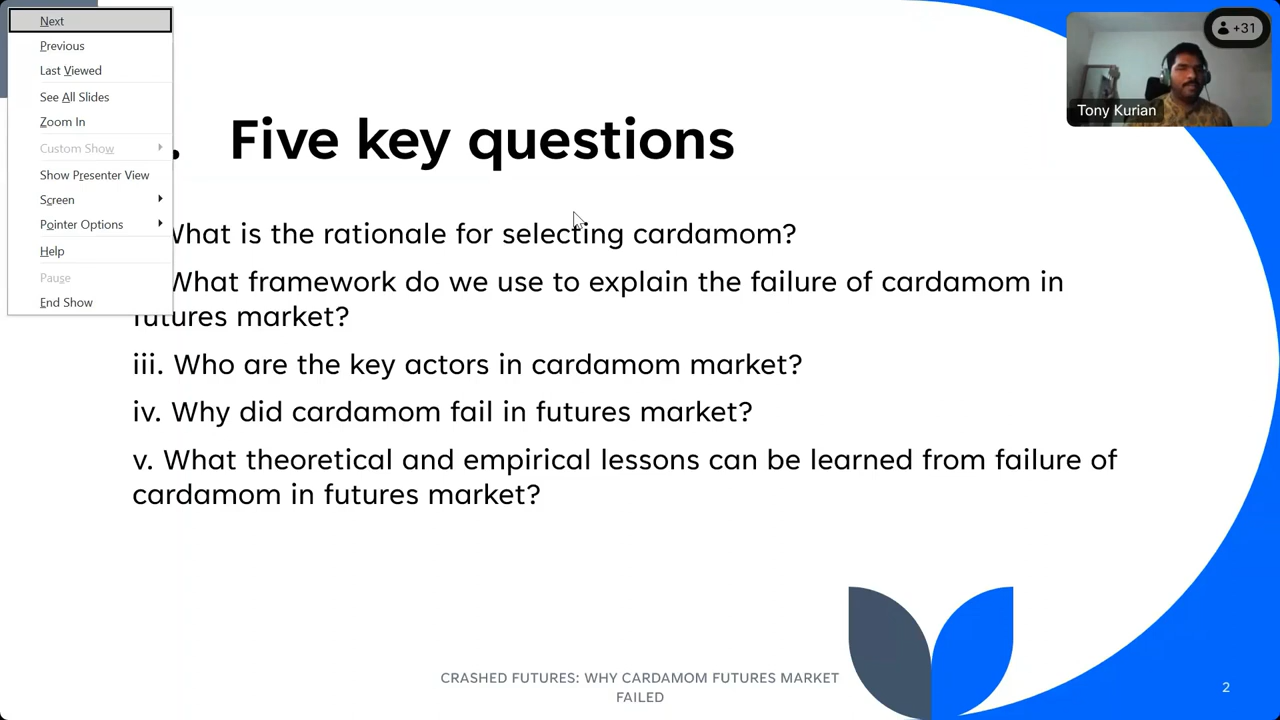 Next
Previous
Last Viewed
See All Slides
Zoom In
Custom Show
Show Presenter View
Screen
Pointer Options
Help
Pause
End Show
+31
Tony Kurian
. Five key questions
What is the rationale for selecting cardamom?
What framework do we use to explain the failure of cardamom in
futures market?
iii. Who are the key actors in cardamom market?
iv. Why did cardamom fail in futures market?
v. What theoretical and empirical lessons can be learned from failure of
cardamom in futures market?
CRASHED FUTURES: WHY CARDAMOM FUTURES MARKET
FAILED
2